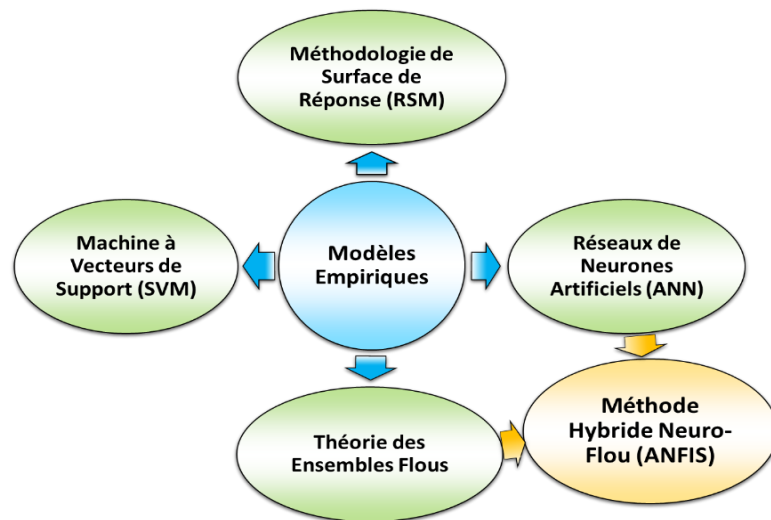 Méthodologie de
Surface de
Réponse (RSM)
Machine à
Vecteurs de
Support (SVM)
Modèles
Empiriques
Réseaux de
Neurones
Artificiels (ANN)
Théorie des
Ensembles Flous
Méthode
Hybride Neuro-
Flou (ANFIS)